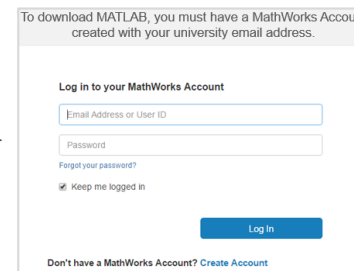 To download MATLAB, you must have a MathWorks Accou
created with your university email address.
Log in to your MathWorks Account
Email Address or User ID
Password
Forgot your password?
Keep me logged in
Log In
Don't have a MathWorks Account? Create Account